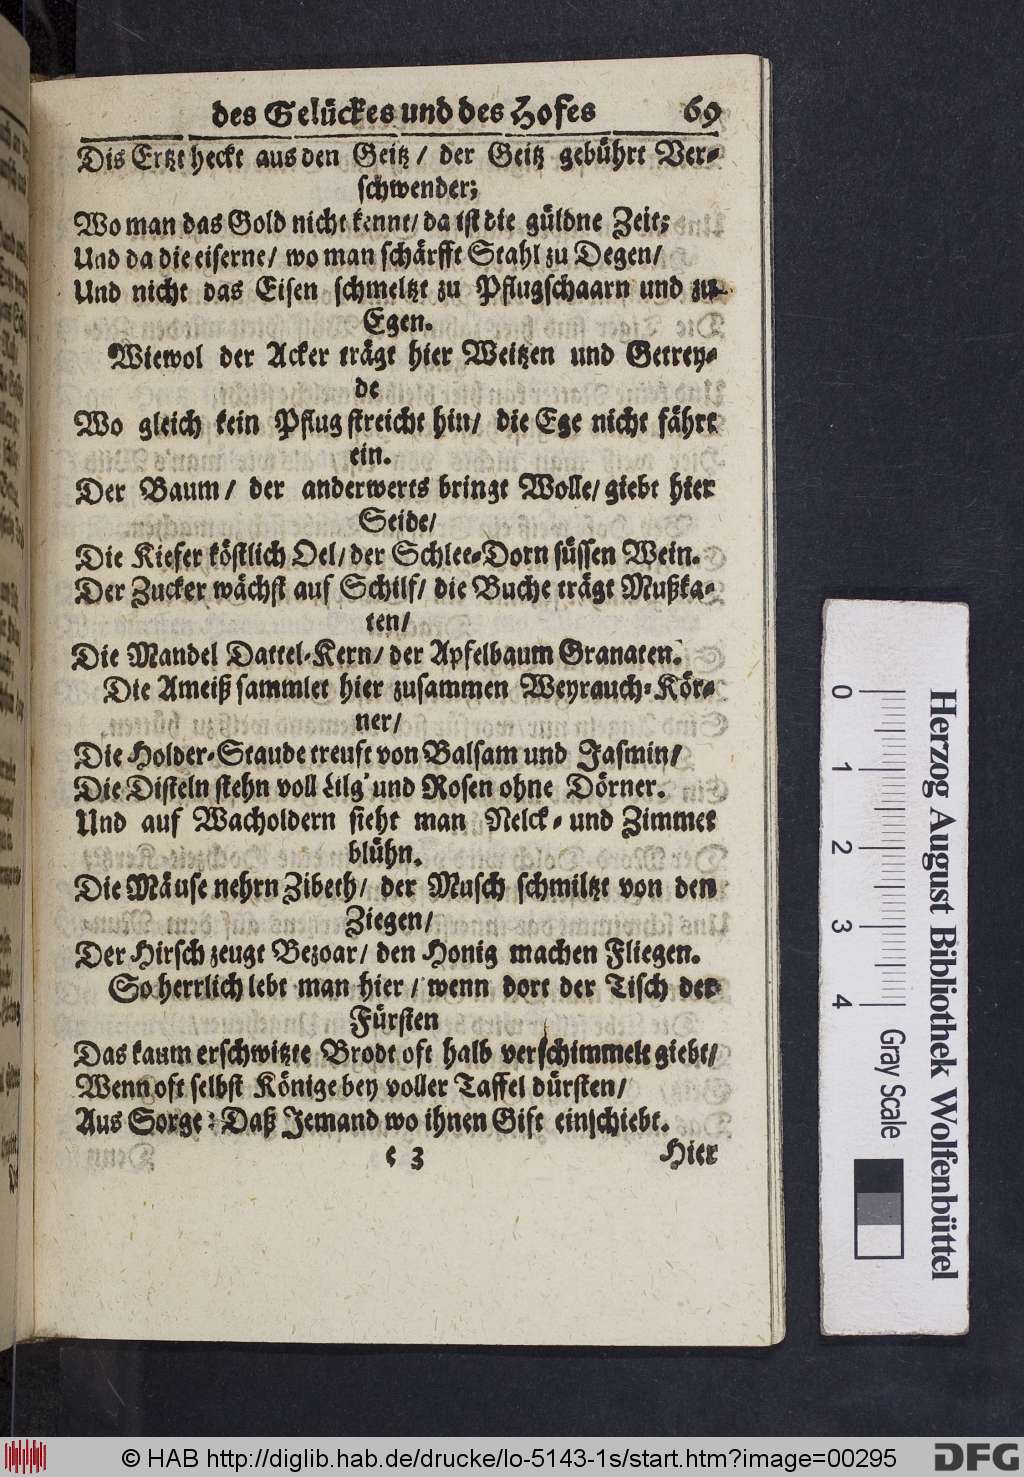 des Gelückes und des Hofes 69
Dis Ertzt heckt aus den Geitz / der Geitz gebührt Ver-
schwender;
Wo man das Gold nicht kennt/ da ist die güldne Zeit;
Und da die eiserne/ wo man schärfft Stahl zu Degen/
Und nicht das Eisen schmeltzt zu Pflugschaarn und zu
Egen.
Wiewol der Acker trägt hier Weitzen und Getrey-
de
Wo gleich kein Pflug streicht hin/ die Ege nicht fährt
ein.
Der Baum / der anderwerts bringt Wolle/ giebt hier
Seide/
Die Kiefer köstlich Oel/ der Schlee-Dorn süssen Wein.
Der Zucker wächst auf Schilf/ die Buche trägt Mußka-
ten/
Die Mandel Dattel-Kern/ der Apfelbaum Granaten.
Die Ameiß sammlet hier zusammen Weyrauch-Kör-
ner/
Die Holder-Staude treuft von Balsam und Jasmin/
Die Disteln stehn voll Lilg' und Rosen ohne Dörner.
Und auf Wacholdern sieht man Nelck- und Zimmet
blühn.
Die Mäuse nehrn Zibeth/ der Musch schmiltzt von den
Ziegen/
Der Hirsch zeugt Bezoar/ den Honig machen Fliegen.
So herrlich lebt man hier / wenn dort der Tisch der
Fürsten
Das kaum erschwitzte Brodt oft halb verschimmelt giebt/
Wenn oft selbst Könige bey voller Taffel dürsten/
Aus Sorge: Daß Jemand wo ihnen Gift einschiebt.
e 3 Hier
0 1 2 3 4
Gray Scale
Herzog August Bibliothek Wolfenbüttel
© HAB http://diglib.hab.de/drucke/lo-5143-1s/start.htm?image=00295
DFG